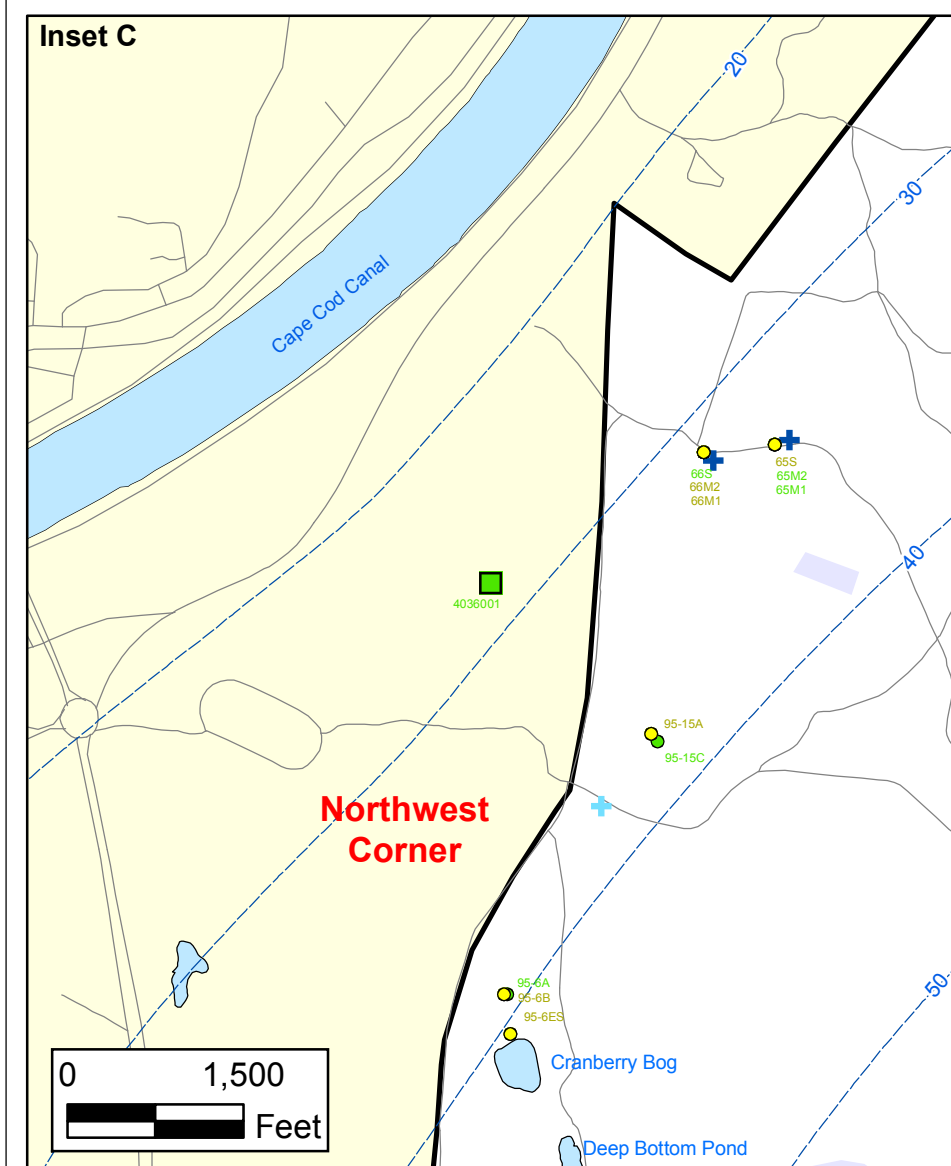 Inset C
20
30
Cape Cod Canal
66S
66M2
66M1
65S
65M2
65M1
40
4036001
95-15A
95-15C
Northwest
Corner
50
95-6A
95-6B
95-6ES
Cranberry Bog
0 1,500
Feet
Deep Bottom Pond